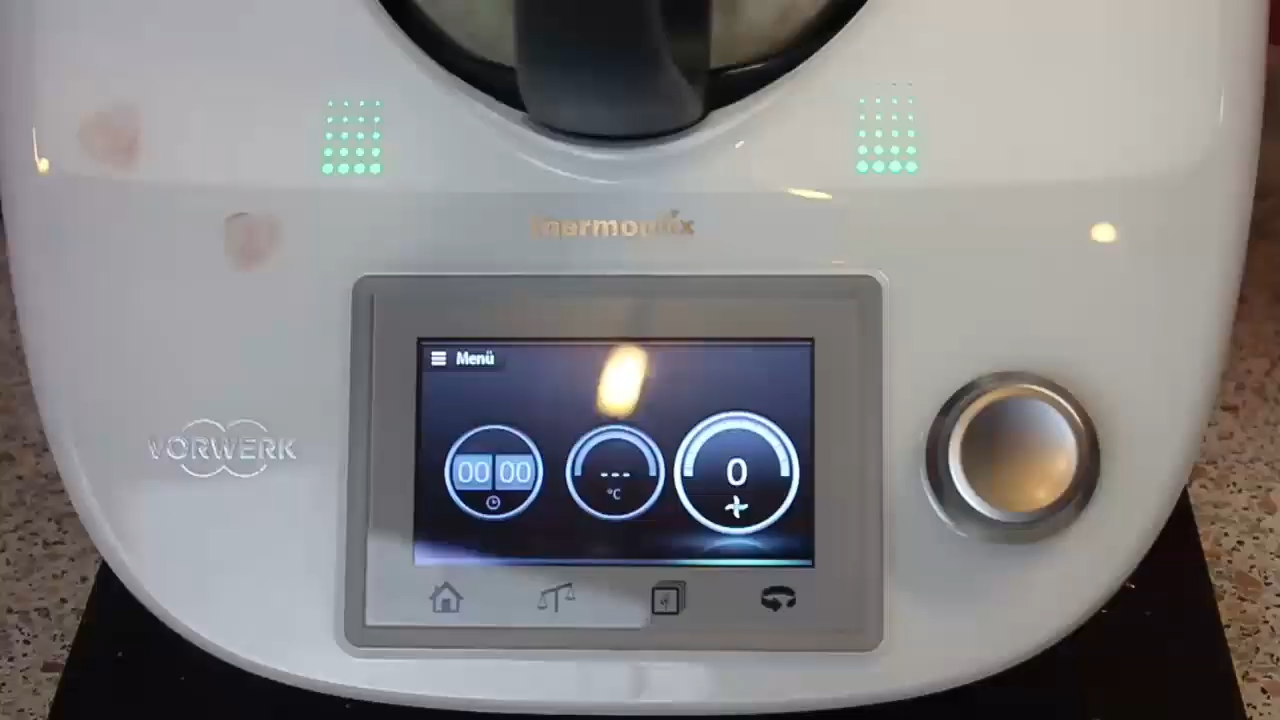 thermomix
Menü
00 00
---
°C
0
VORWERK